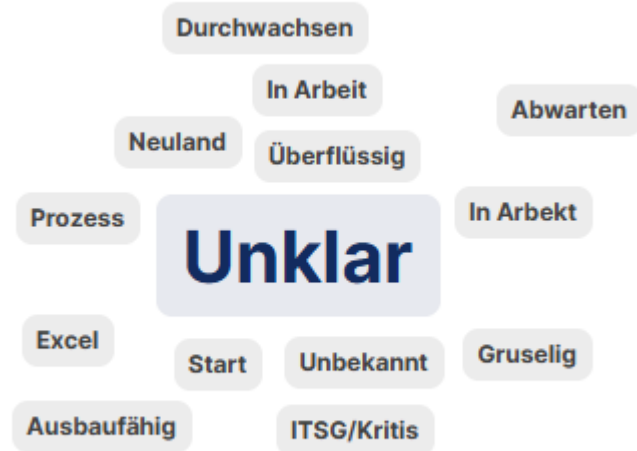 Durchwachsen
In Arbeit
Abwarten
Neuland
Überflüssig
Prozess
In Arbekt
Unklar
Excel
Start
Unbekannt
Gruselig
Ausbaufähig
ITSG/Kritis